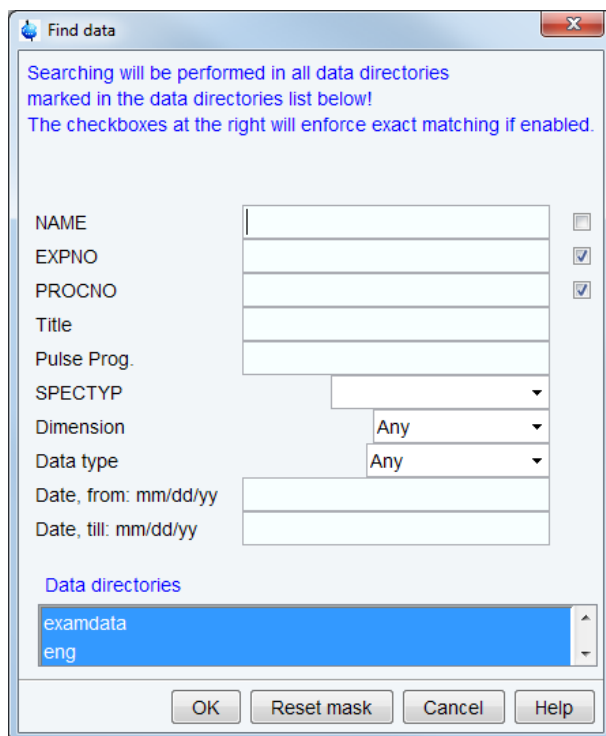 Find data
Searching will be performed in all data directories
marked in the data directories list below!
The checkboxes at the right will enforce exact matching if enabled.
NAME
EXPNO
PROCNO
Title
Pulse Prog.
SPECTYP
Dimension Any
Data type Any
Date, from: mm/dd/yy
Date, till: mm/dd/yy
Data directories
examdata
eng
OK Reset mask Cancel Help